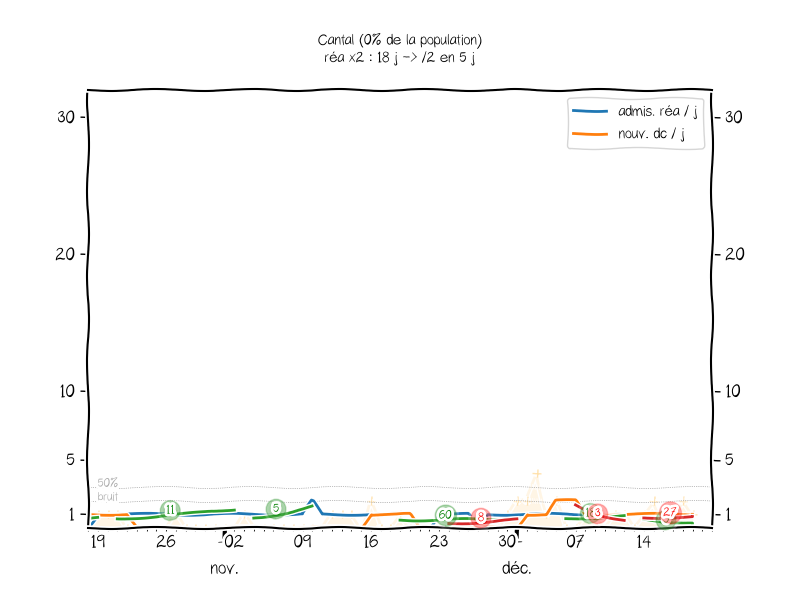 Cantal (0% de la population)
réa x2 : 18 j -> /2 en 5 j
admis. réa / j
nouv. dc / j
30 30
20 20
10 10
5 5
50%
bruit
1 1
11 5 60 8 3 27
19 26 02 09 16 23 30 07 14
nov. déc.